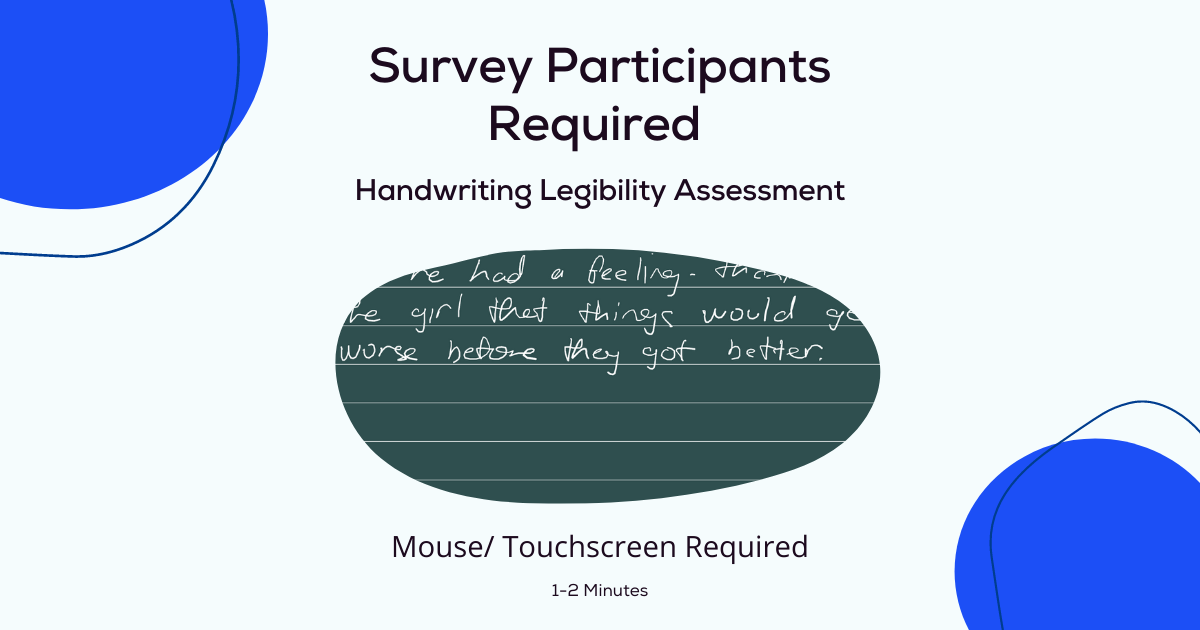 Survey Participants
Required
Handwriting Legibility Assessment
had a feeling.
girl that things would
worse before they got better.
Mouse/ Touchscreen Required
1-2 Minutes